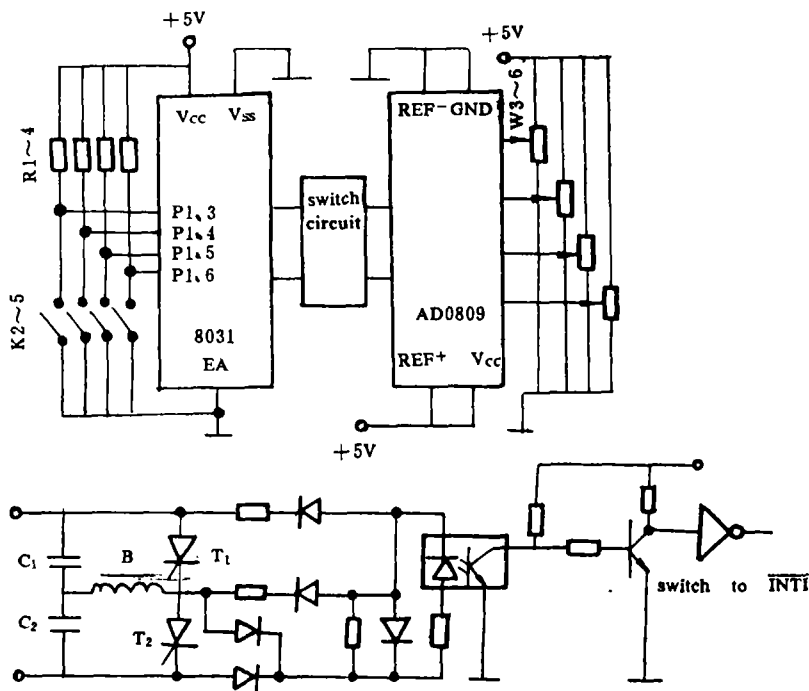 +5V
+5V
Vcc
Vss
REF-GND
W3~6
R1~4
switch
circuit
P1、3
P1、4
P1、5
P1、6
K2~5
8031
EA
AD0809
REF+ Vcc
+5V
C1
B
T1
C2
T2
switch to INT1